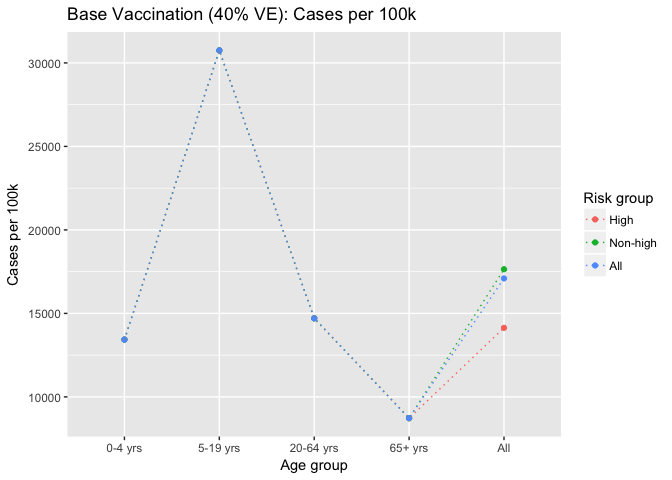 Base Vaccination (40% VE): Cases per 100k
Cases per 100k
30000
25000
20000
15000
10000
0-4 yrs
5-19 yrs
20-64 yrs
65+ yrs
All
Age group
Risk group
High
Non-high
All